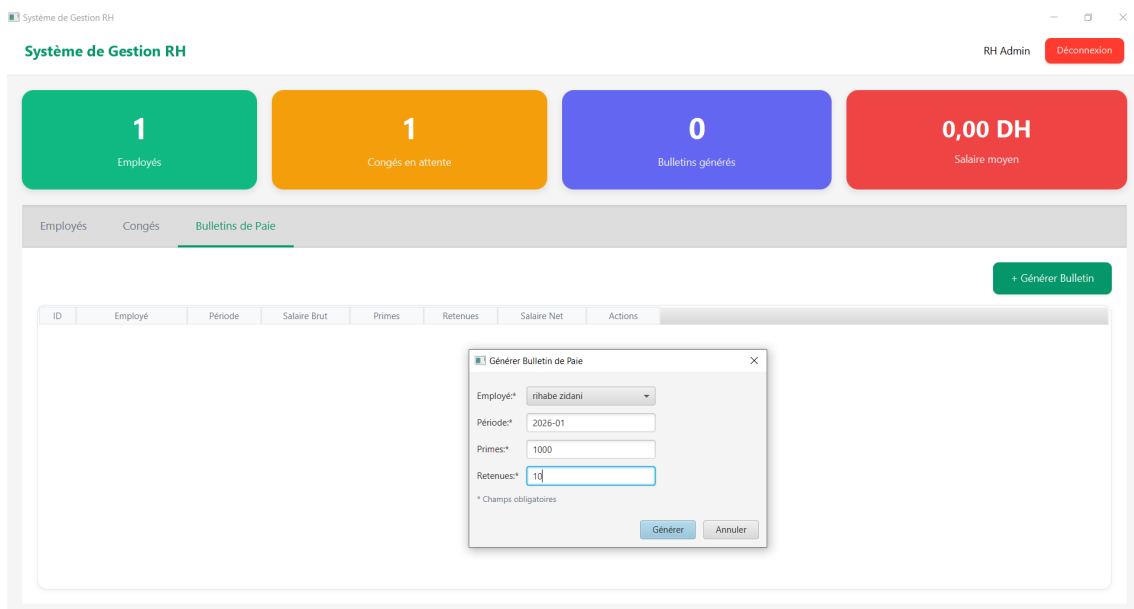 Système de Gestion RH
Système de Gestion RH
RH Admin
Déconnexion
1
Employés
1
Congés en attente
0
Bulletins générés
0,00 DH
Salaire moyen
Employés Congés Bulletins de Paie
+ Générer Bulletin
ID Employé Période Salaire Brut Primes Retenues Salaire Net Actions
Générer Bulletin de Paie
Employé:* rihabe zidani
Période:* 2026-01
Primes:* 1000
Retenues:* 10
* Champs obligatoires
Générer Annuler